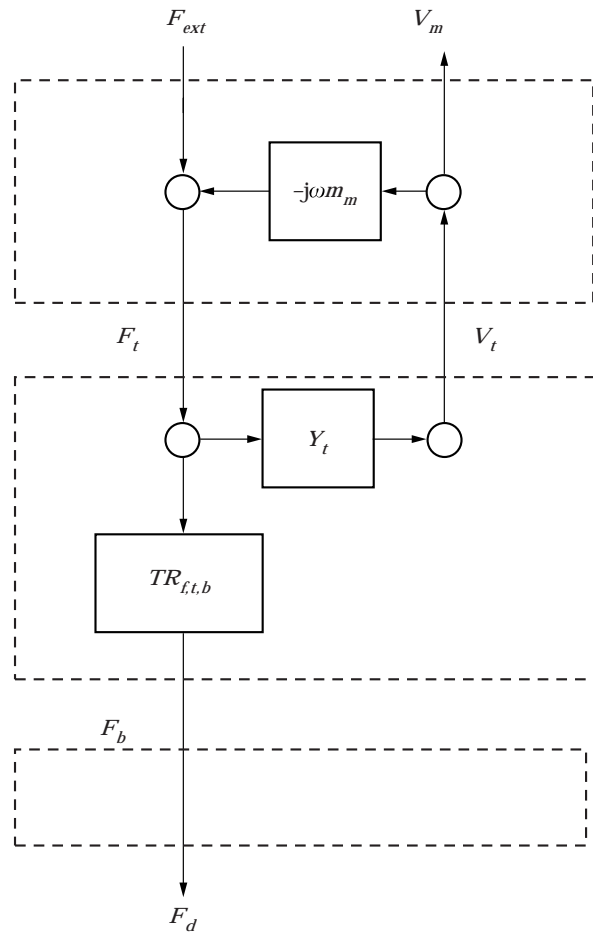 F_ext
V_m
–jωm_m
F_t
V_t
Y_t
TR_f,t,b
F_b
F_d